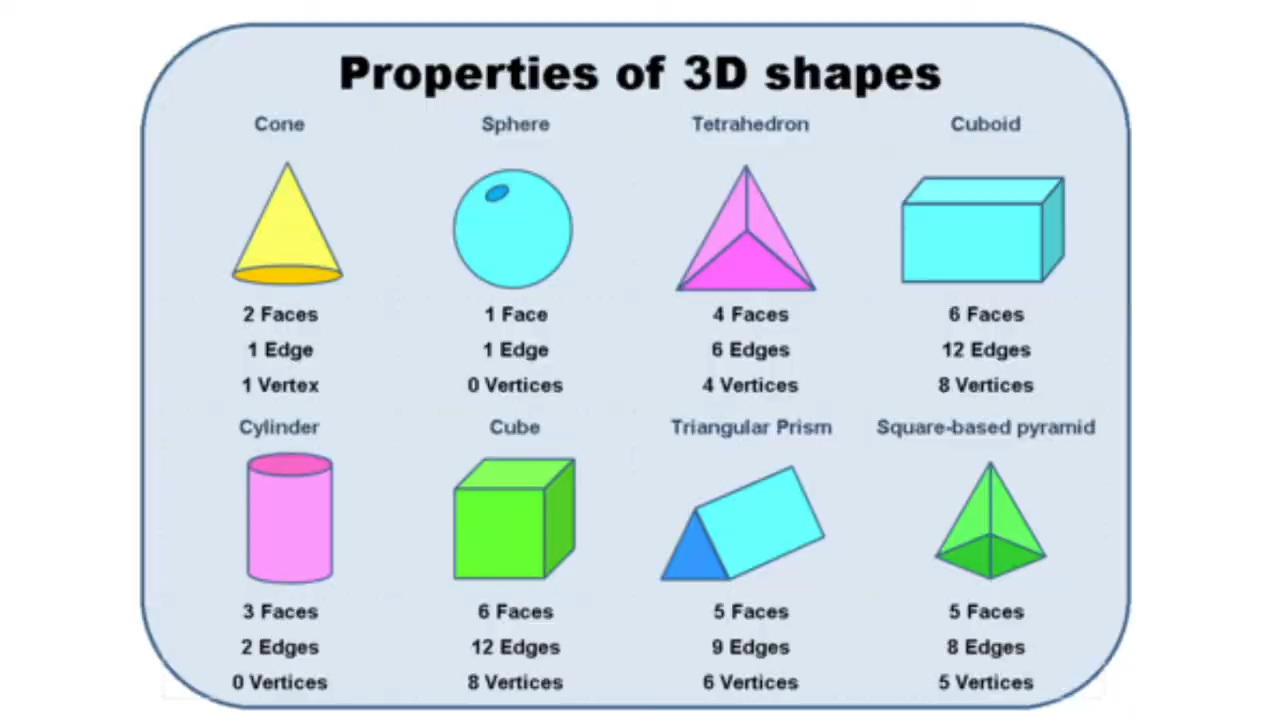 Properties of 3D shapes
Cone Sphere Tetrahedron Cuboid
2 Faces 1 Face 4 Faces 6 Faces
1 Edge 1 Edge 6 Edges 12 Edges
1 Vertex 0 Vertices 4 Vertices 8 Vertices
Cylinder Cube Triangular Prism Square-based pyramid
3 Faces 6 Faces 5 Faces 5 Faces
2 Edges 12 Edges 9 Edges 8 Edges
0 Vertices 8 Vertices 6 Vertices 5 Vertices